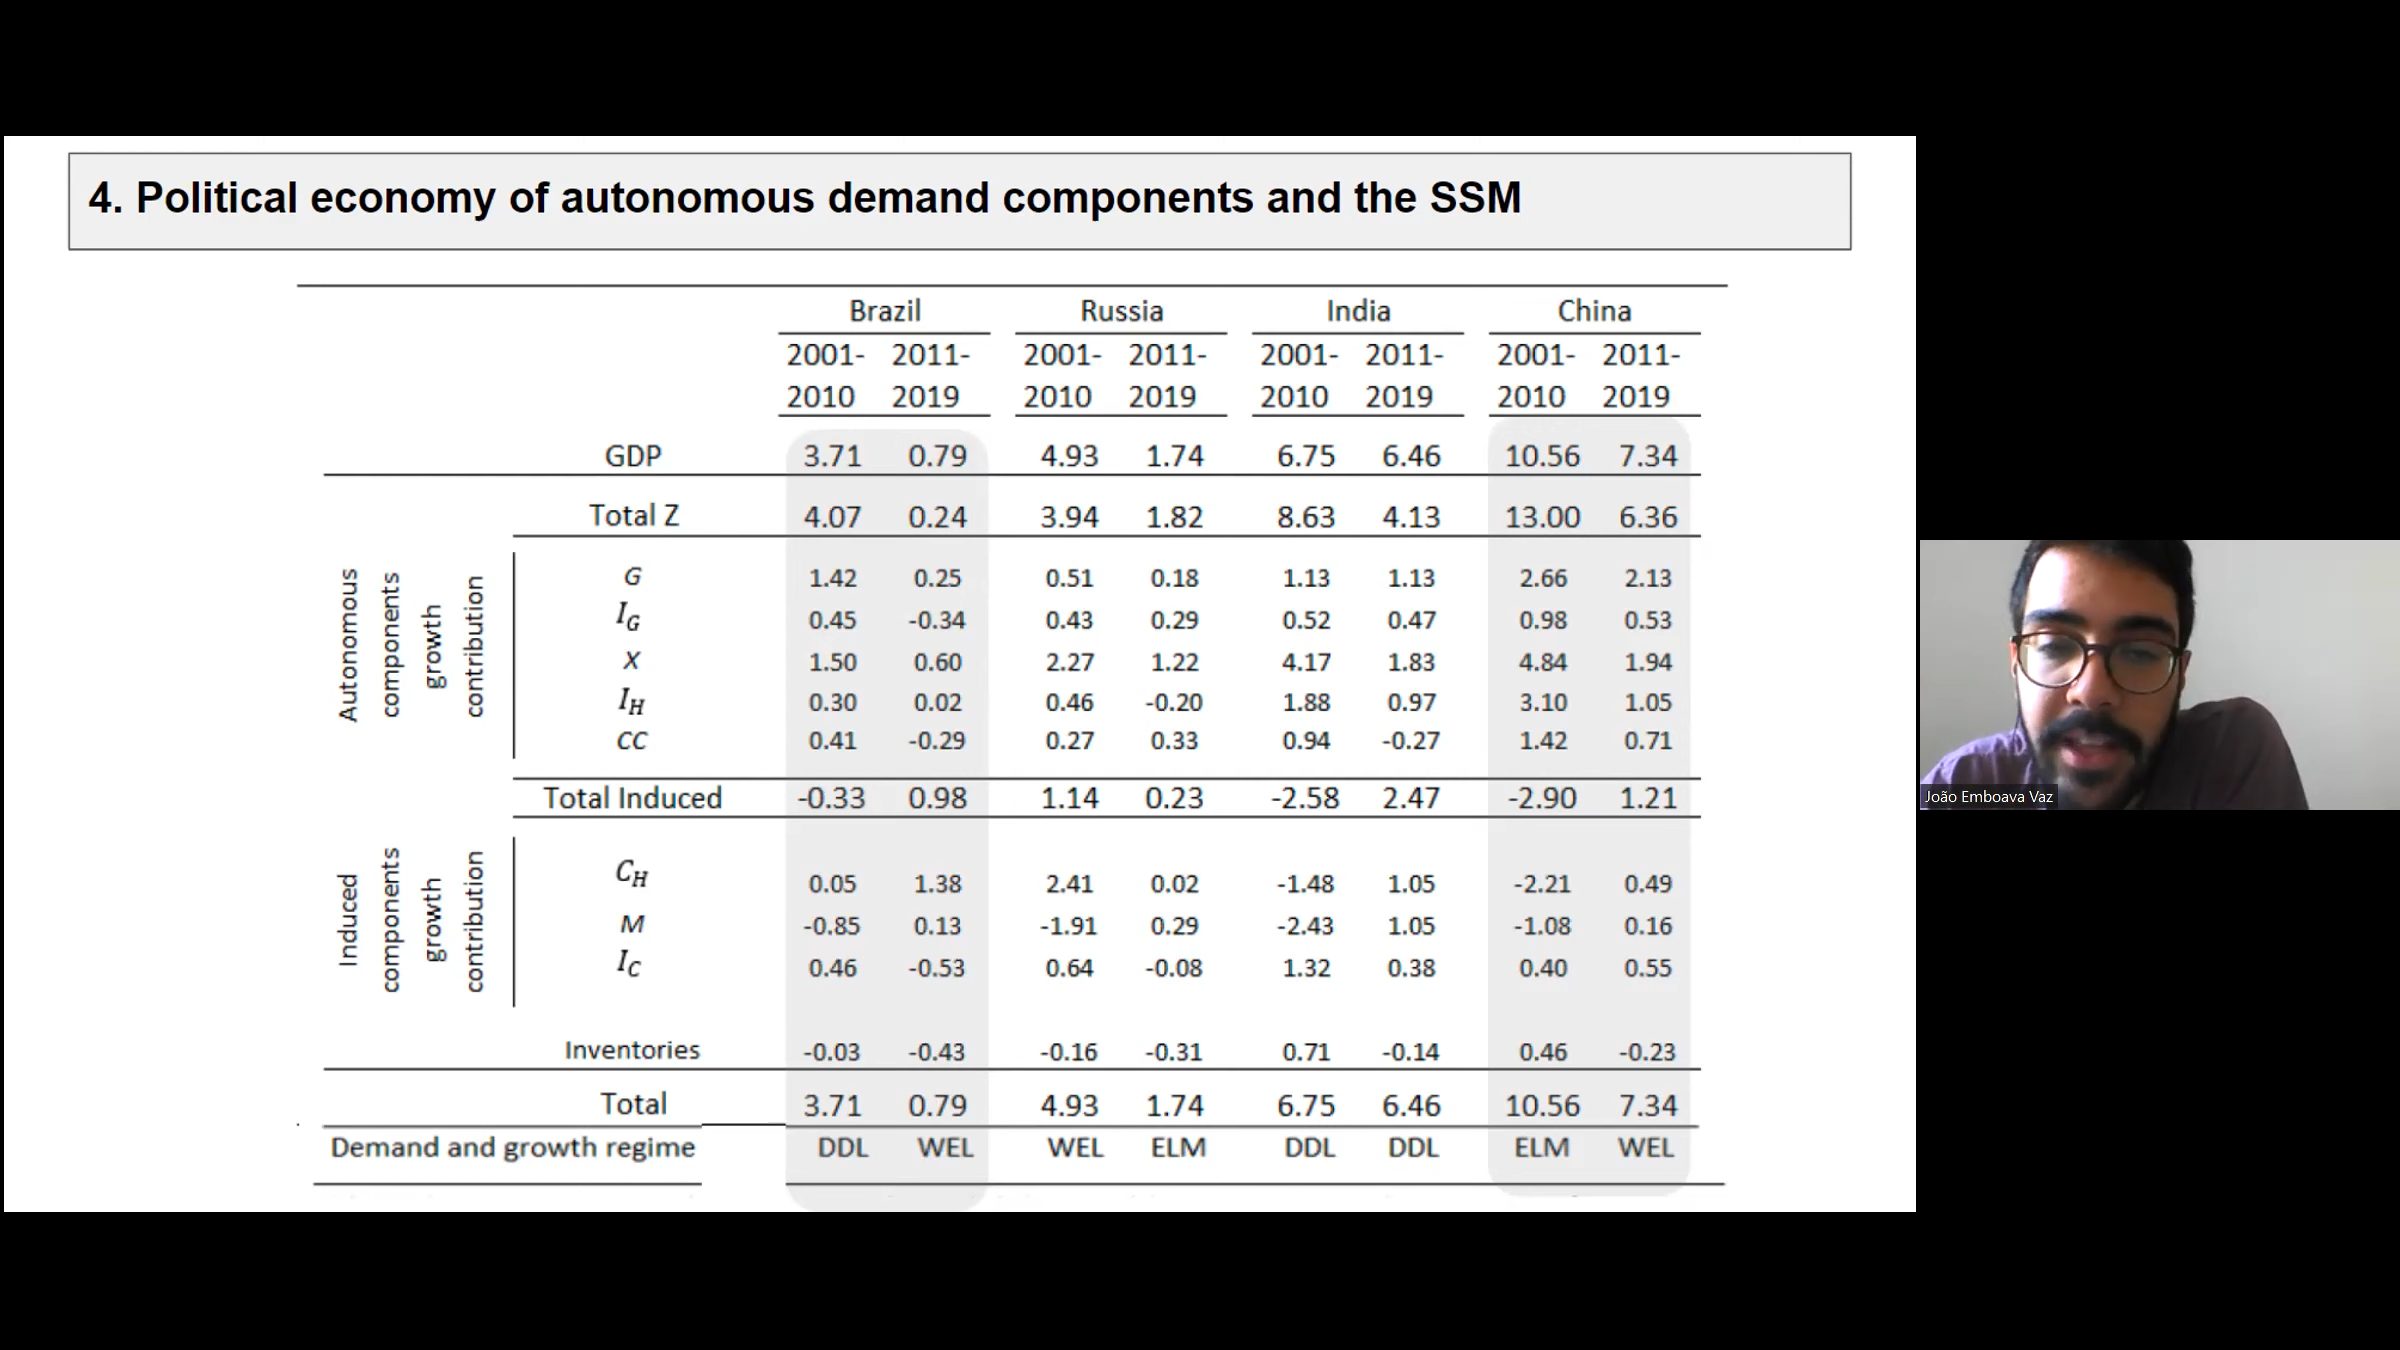 4. Political economy of autonomous demand components and the SSM
Brazil Russia India China
2001-2010 2011-2019 2001-2010 2011-2019 2001-2010 2011-2019 2001-2010 2011-2019
GDP 3.71 0.79 4.93 1.74 6.75 6.46 10.56 7.34
Total Z 4.07 0.24 3.94 1.82 8.63 4.13 13.00 6.36
Autonomous components growth contribution
G 1.42 0.25 0.51 0.18 1.13 1.13 2.66 2.13
I_G 0.45 -0.34 0.43 0.29 0.52 0.47 0.98 0.53
X 1.50 0.60 2.27 1.22 4.17 1.83 4.84 1.94
I_H 0.30 0.02 0.46 -0.20 1.88 0.97 3.10 1.05
CC 0.41 -0.29 0.27 0.33 0.94 -0.27 1.42 0.71
Total Induced -0.33 0.98 1.14 0.23 -2.58 2.47 -2.90 1.21
Induced components growth contribution
C_H 0.05 1.38 2.41 0.02 -1.48 1.05 -2.21 0.49
M -0.85 0.13 -1.91 0.29 -2.43 1.05 -1.08 0.16
I_C 0.46 -0.53 0.64 -0.08 1.32 0.38 0.40 0.55
Inventories -0.03 -0.43 -0.16 -0.31 0.71 -0.14 0.46 -0.23
Total 3.71 0.79 4.93 1.74 6.75 6.46 10.56 7.34
Demand and growth regime DDL WEL WEL ELM DDL DDL ELM WEL
João Emboava Vaz